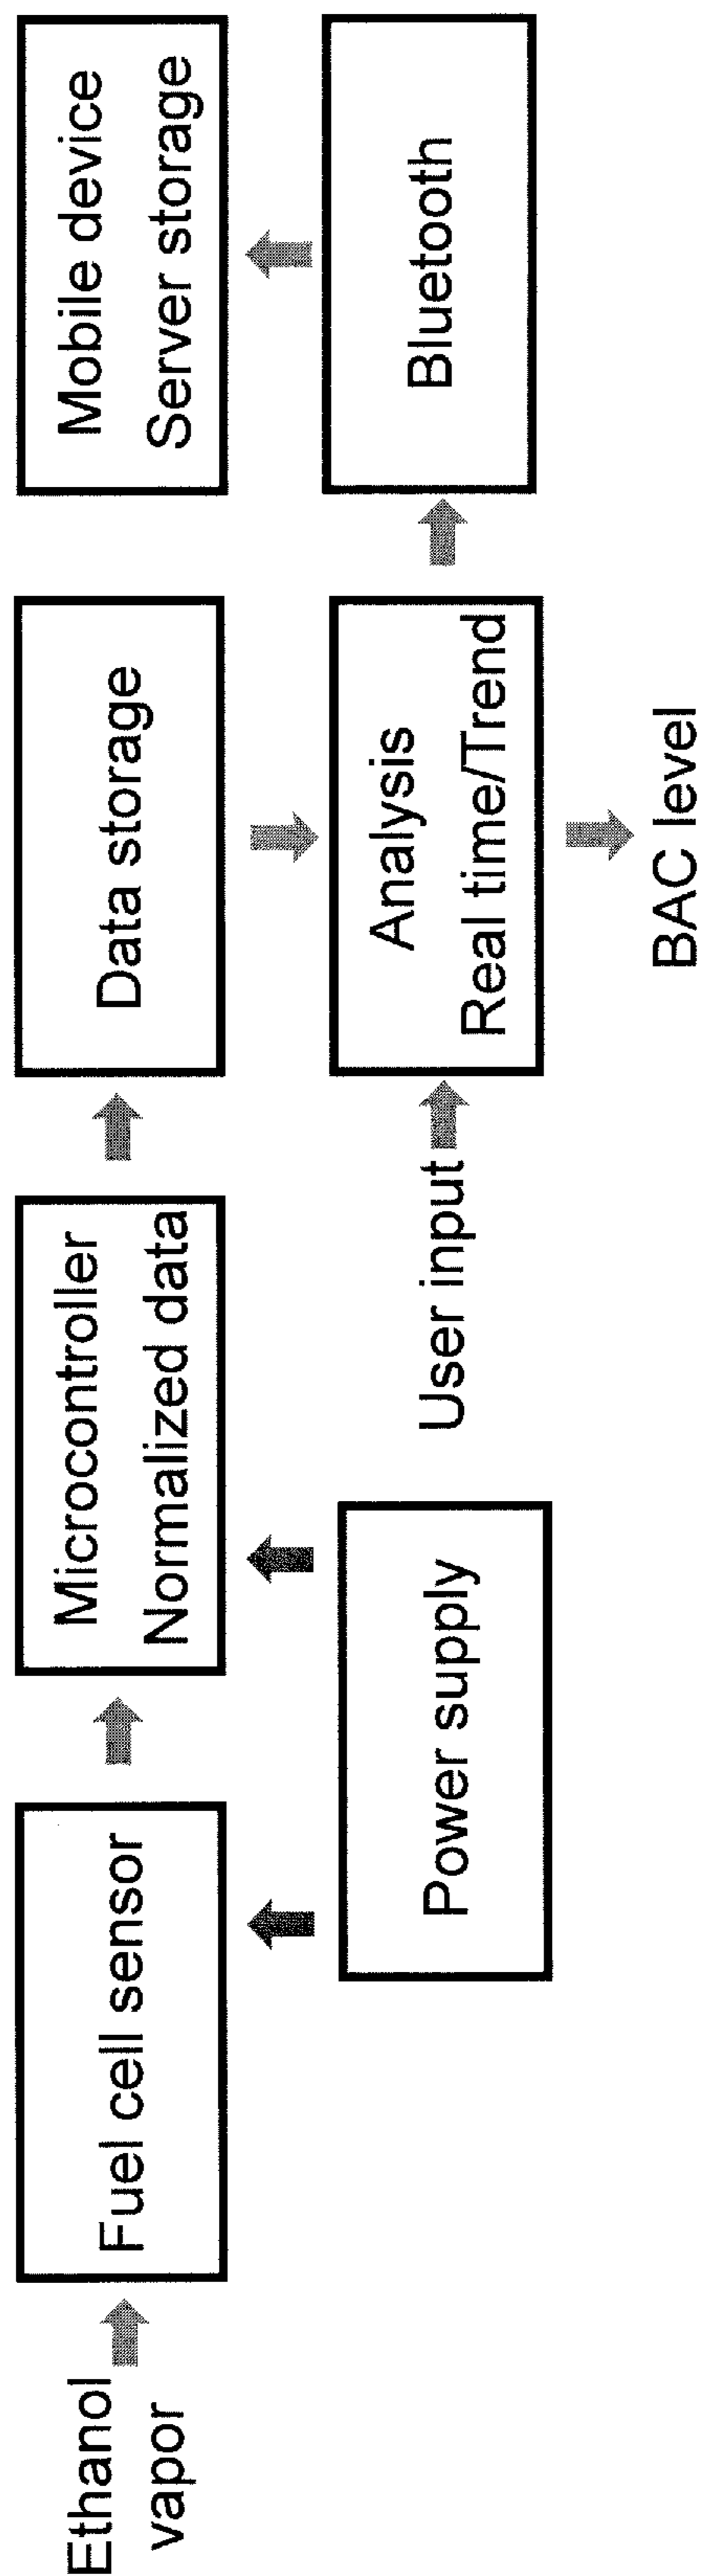 Ethanol
vapor
Fuel cell sensor
Microcontroller
Normalized data
Data storage
Mobile device
Server storage
Power supply
User input
Analysis
Real time/Trend
Bluetooth
BAC level